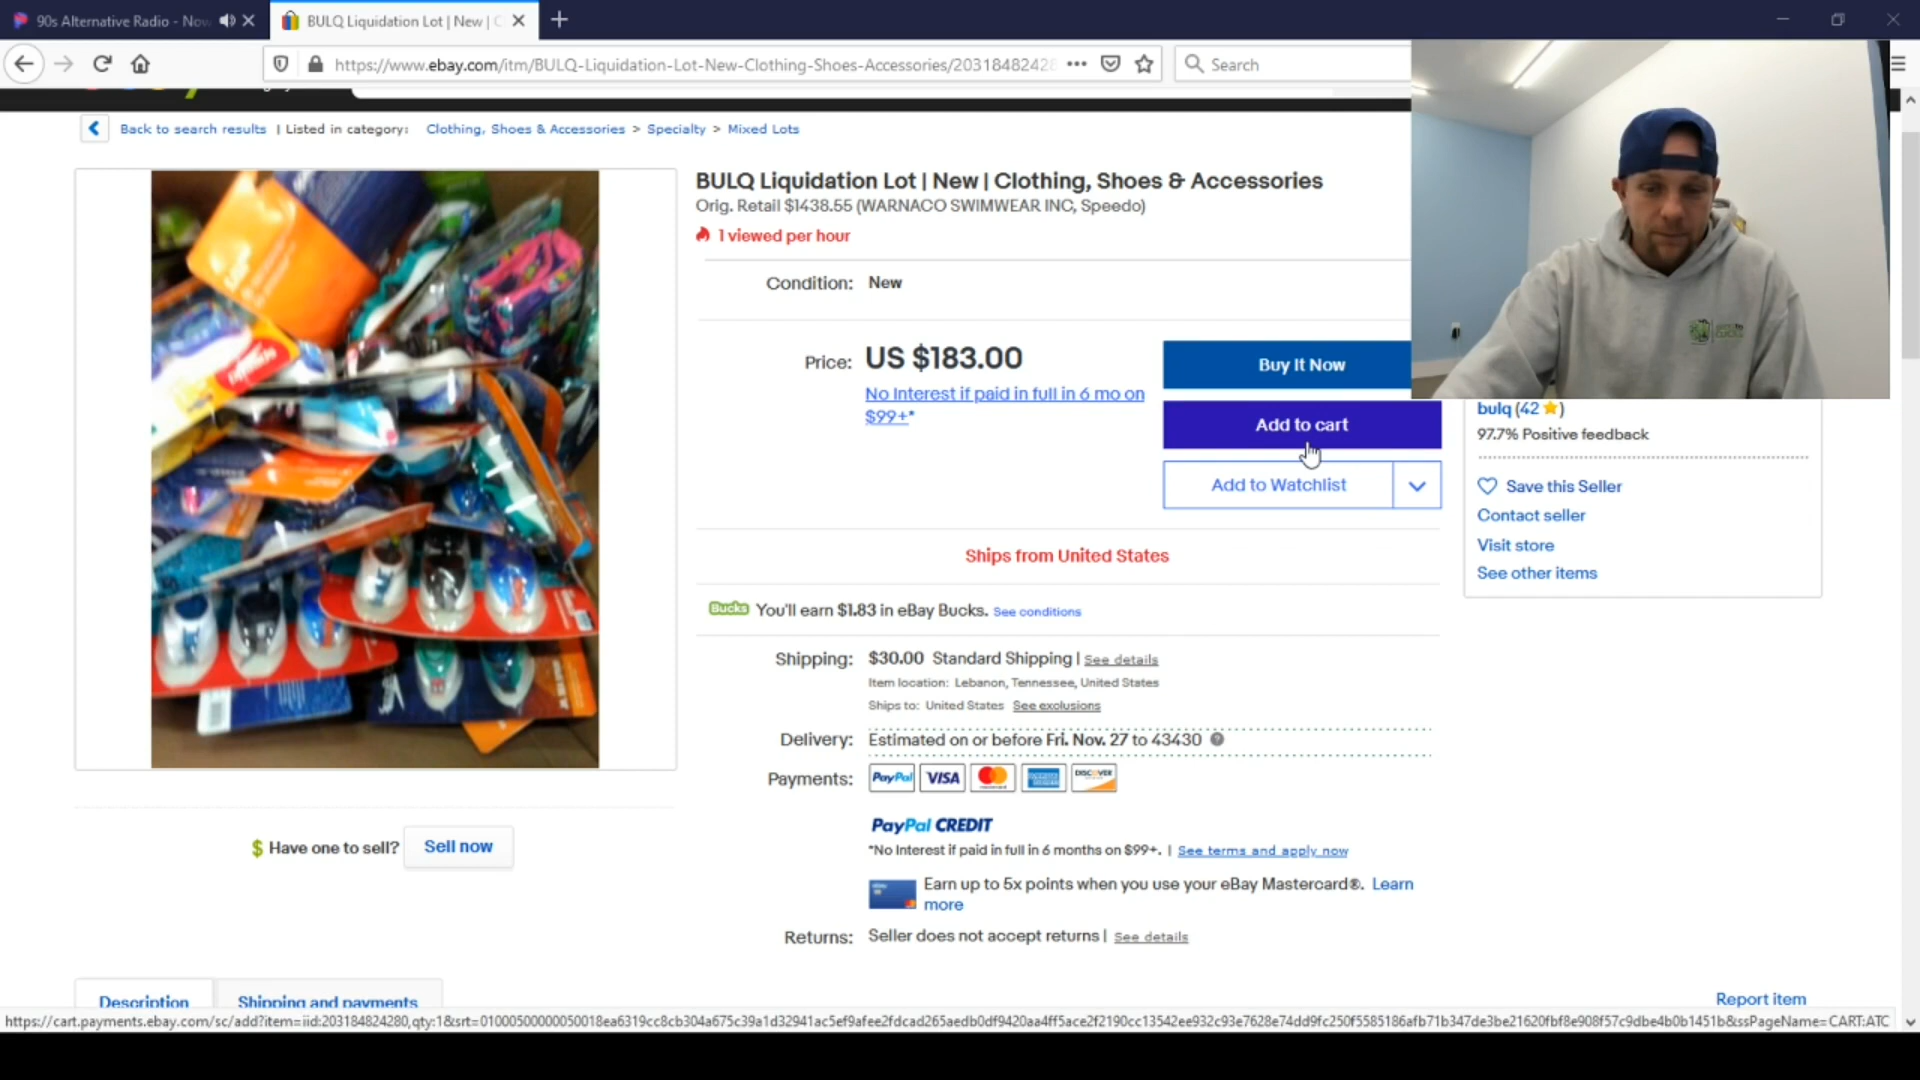 90s Alternative Radio - Now
BULQ Liquidation Lot | New | C
https://www.ebay.com/itm/BULQ-Liquidation-Lot-New-Clothing-Shoes-Accessories/20318482428
Search
Back to search results | Listed in category: Clothing, Shoes & Accessories > Specialty > Mixed Lots
BULQ Liquidation Lot | New | Clothing, Shoes & Accessories
Orig. Retail $1438.55 (WARNACO SWIMWEAR INC, Speedo)
1 viewed per hour
Condition: New
Price: US $183.00
Buy It Now
No Interest if paid in full in 6 mo on
$99+*
Add to cart
Add to Watchlist
bulq (42)
97.7% Positive feedback
Save this Seller
Contact seller
Visit store
See other items
Ships from United States
Bucks You'll earn $1.83 in eBay Bucks. See conditions
Shipping: $30.00 Standard Shipping | See details
Item location: Lebanon, Tennessee, United States
Ships to: United States See exclusions
Delivery: Estimated on or before Fri. Nov. 27 to 43430
Payments: PayPal VISA mastercard DISCOVER
PayPal CREDIT
*No Interest if paid in full in 6 months on $99+. | See terms and apply now
Earn up to 5x points when you use your eBay Mastercard®. Learn
more
Returns: Seller does not accept returns | See details
$ Have one to sell? Sell now
Description
Shipping and payments
Report item